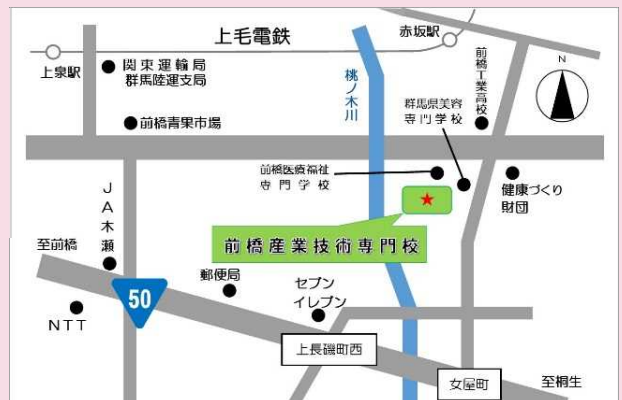 上毛電鉄
赤坂駅
上泉駅
関東運輸局
群馬陸運支局
前橋青果市場
桃ノ木川
前橋工業高校
N
群馬県美容
専門学校
前橋医療福祉
専門学校
健康づくり
財団
JA木瀬
前橋産業技術専門校
至前橋
50
郵便局
セブン
イレブン
NTT
上長磯町西
女屋町
至桐生